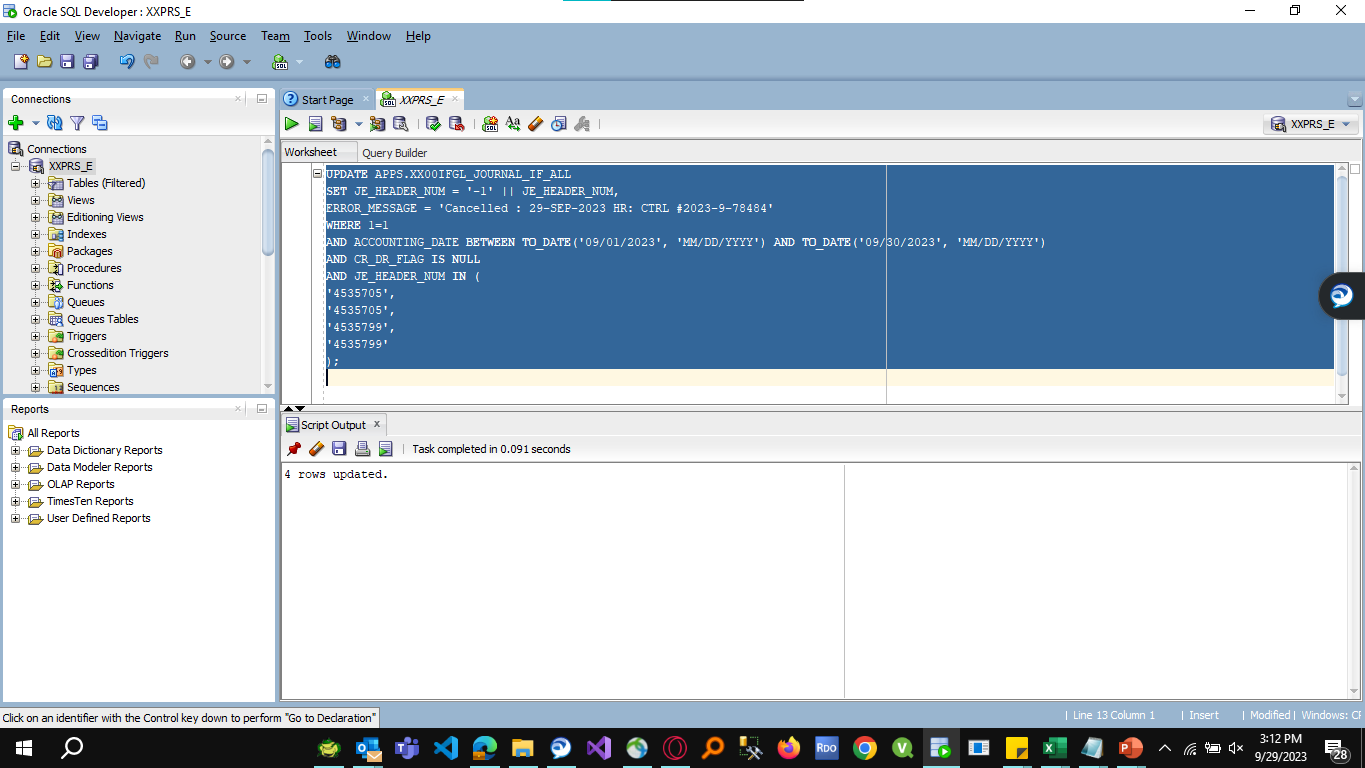 Oracle SQL Developer : XXPRS_E
File Edit View Navigate Run Source Team Tools Window Help
Connections
Connections
XXPRS_E
Tables (Filtered)
Views
Editioning Views
Indexes
Packages
Procedures
Functions
Queues
Queues Tables
Triggers
Crossedition Triggers
Types
Sequences
Reports
All Reports
Data Dictionary Reports
Data Modeler Reports
OLAP Reports
TimesTen Reports
User Defined Reports
Start Page XXPRS_E
XXPRS_E
Worksheet Query Builder
UPDATE APPS.XX00IFGL_JOURNAL_IF_ALL
SET JE_HEADER_NUM = '-1' || JE_HEADER_NUM,
ERROR_MESSAGE = 'Cancelled : 29-SEP-2023 HR: CTRL #2023-9-78484'
WHERE 1=1
AND ACCOUNTING_DATE BETWEEN TO_DATE('09/01/2023', 'MM/DD/YYYY') AND TO_DATE('09/30/2023', 'MM/DD/YYYY')
AND CR_DR_FLAG IS NULL
AND JE_HEADER_NUM IN (
'4535705',
'4535705',
'4535799',
'4535799'
);
Script Output
Task completed in 0.091 seconds
4 rows updated.
Click on an identifier with the Control key down to perform "Go to Declaration"
Line 13 Column 1 Insert Modified Windows: CF
Rdo
3:12 PM
9/29/2023
28